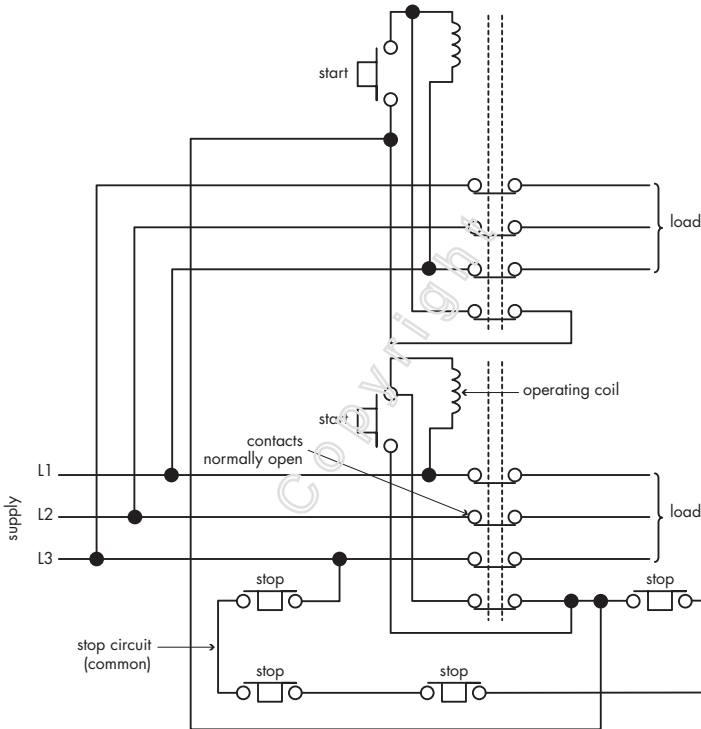 start
load
Copyright
operating coil
start
contacts
normally open
L1
L2
L3
supply
load
stop
stop
stop circuit
(common)
stop
stop